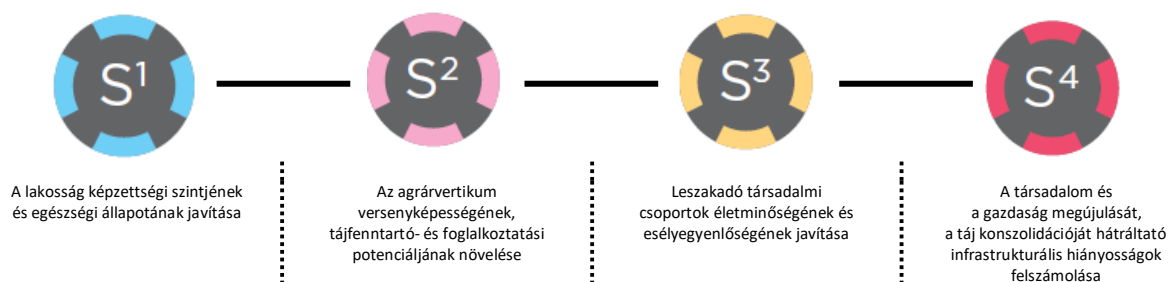 S¹
A lakosság képzettségi szintjének
és egészségi állapotának javítása
S²
Az agrárvertikum
versenyképességének,
tájfenntartó- és foglalkoztatási
potenciáljának növelése
S³
Leszakadó társadalmi
csoportok életminőségének és
esélyegyenlőségének javítása
S⁴
A társadalom és
a gazdaság megújulását,
a táj konszolidációját hátráltató
infrastrukturális hiányosságok
felszámolása